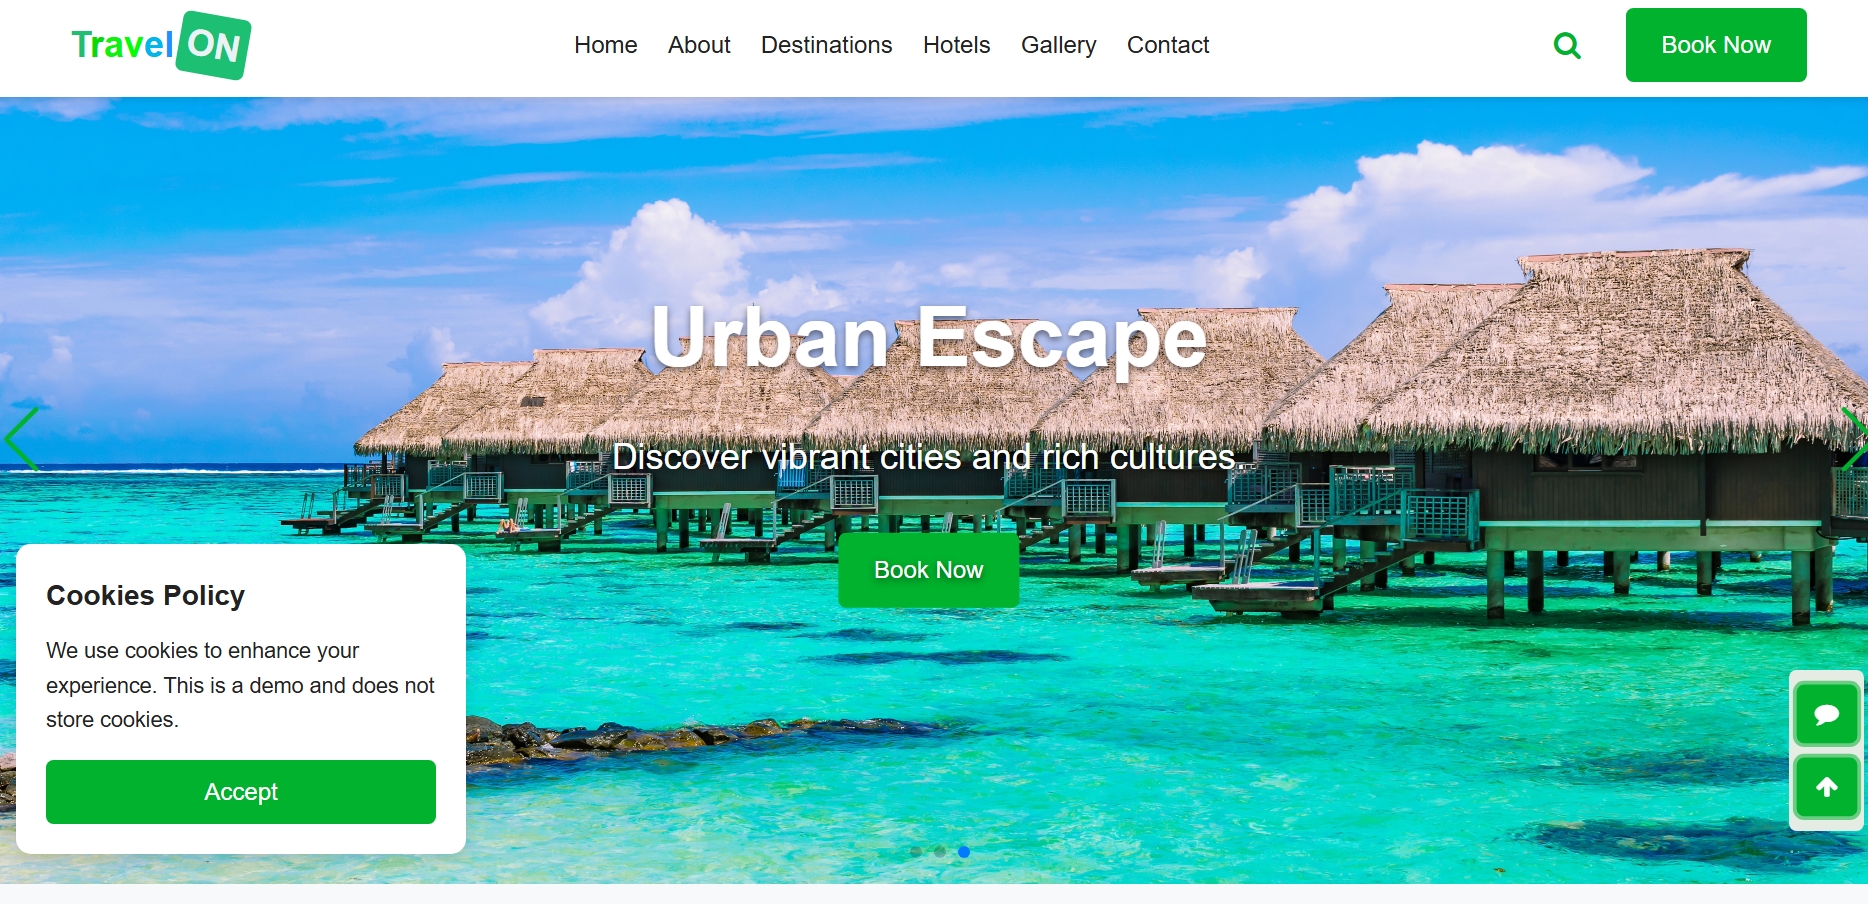 Travel ON
Home About Destinations Hotels Gallery Contact
Book Now
Urban Escape
Discover vibrant cities and rich cultures.
Book Now
Cookies Policy
We use cookies to enhance your
experience. This is a demo and does not
store cookies.
Accept